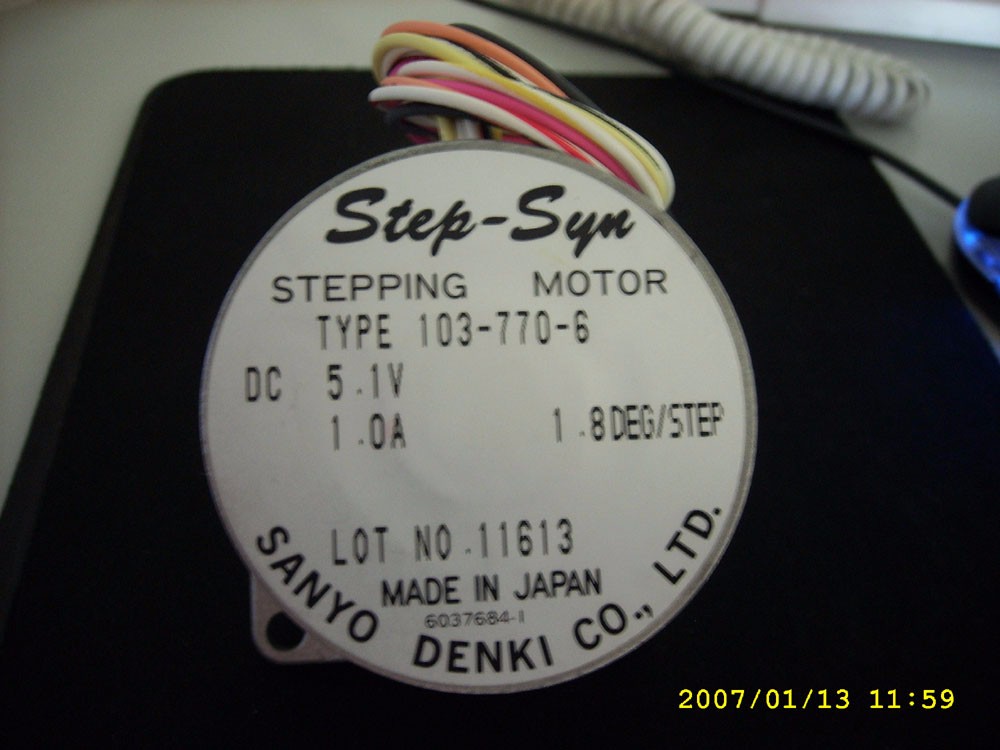 Step-Syn
STEPPING MOTOR
TYPE 103-770-6
DC 5.1V
1.0A 1.8DEG/STEP
LOT NO.11613
MADE IN JAPAN
6037684-1
SANYO DENKI CO., LTD.
2007/01/13 11:59